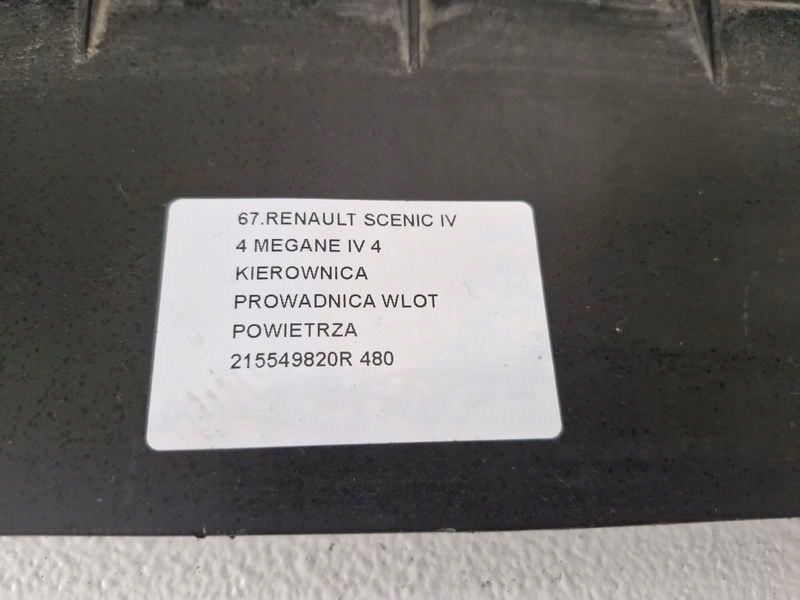 67.RENAULT SCENIC IV
4 MEGANE IV 4
KIEROWNICA
PROWADNICA WLOT
POWIETRZA
215549820R 480